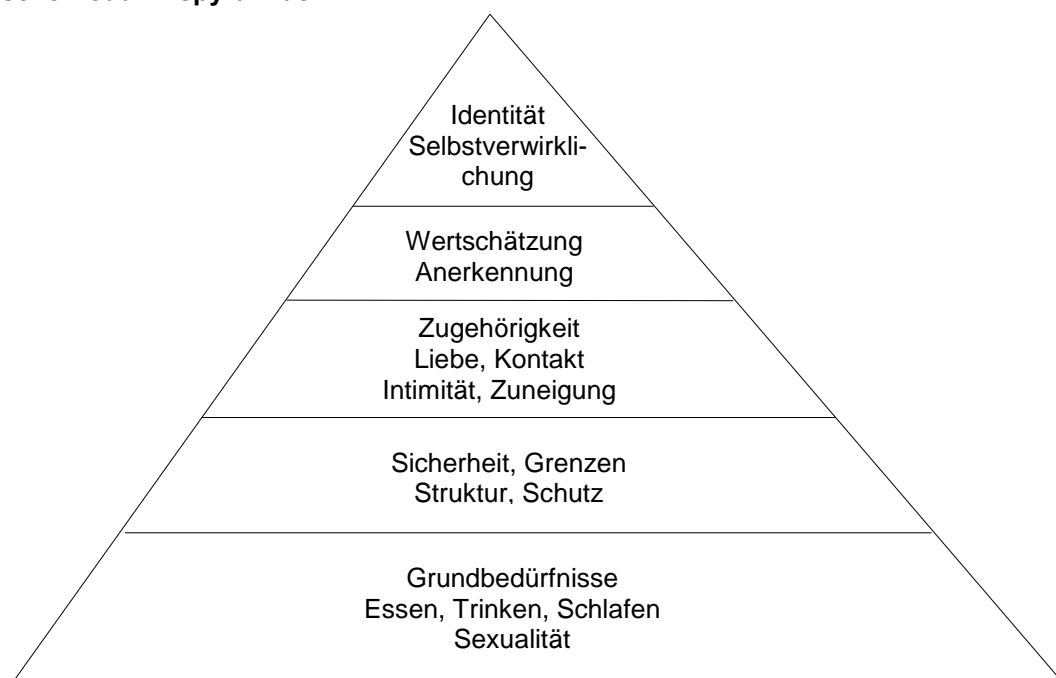 Identität
Selbstverwirkli-
chung
Wertschätzung
Anerkennung
Zugehörigkeit
Liebe, Kontakt
Intimität, Zuneigung
Sicherheit, Grenzen
Struktur, Schutz
Grundbedürfnisse
Essen, Trinken, Schlafen
Sexualität